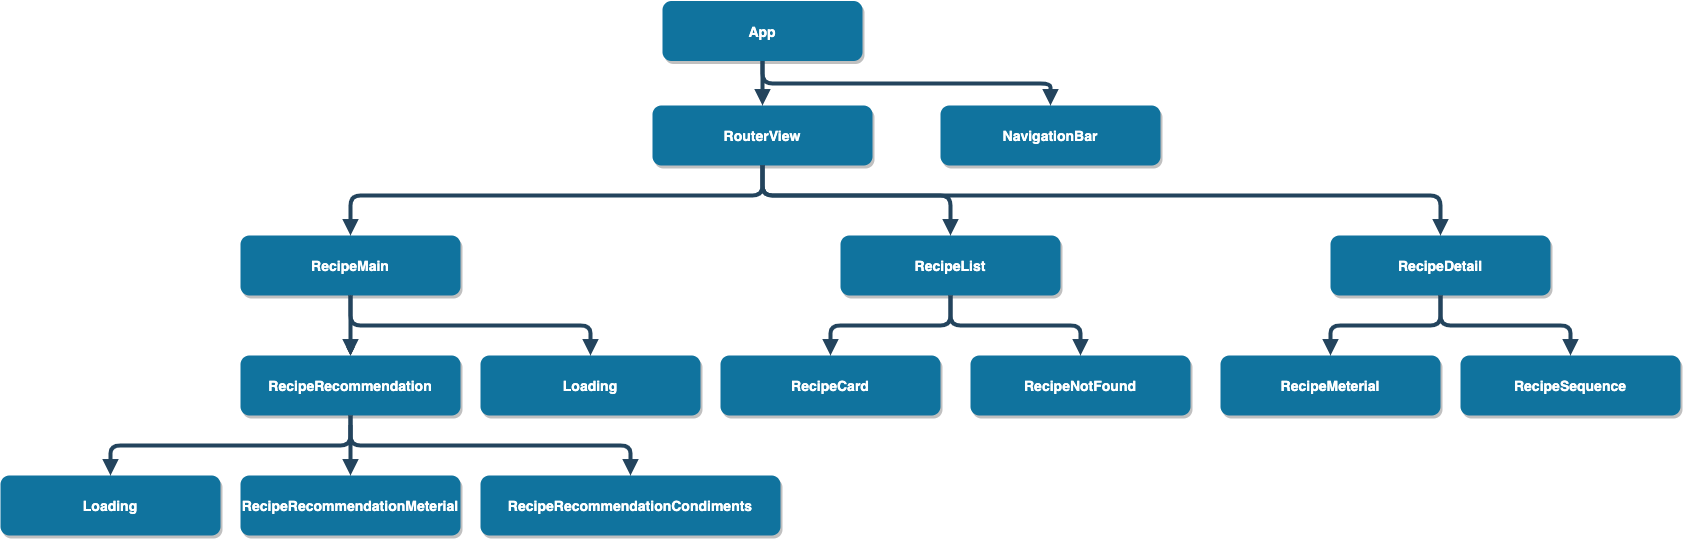 App
RouterView
NavigationBar
RecipeMain
RecipeList
RecipeDetail
RecipeRecommendation
Loading
RecipeCard
RecipeNotFound
RecipeMeterial
RecipeSequence
Loading
RecipeRecommendationMeterial
RecipeRecommendationCondiments